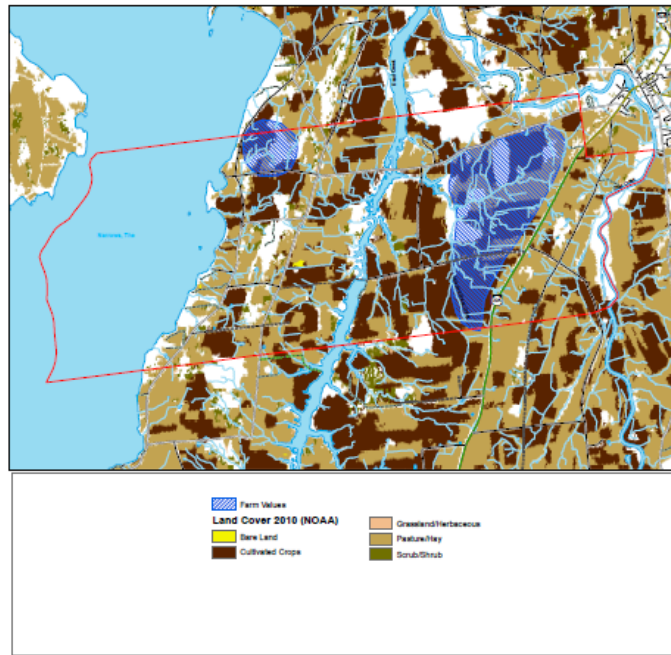 Narrows, The
Farm Values
Land Cover 2010 (NOAA)
Bare Land
Cultivated Crops
Grassland/Herbaceous
Pasture/Hay
Scrub/Shrub